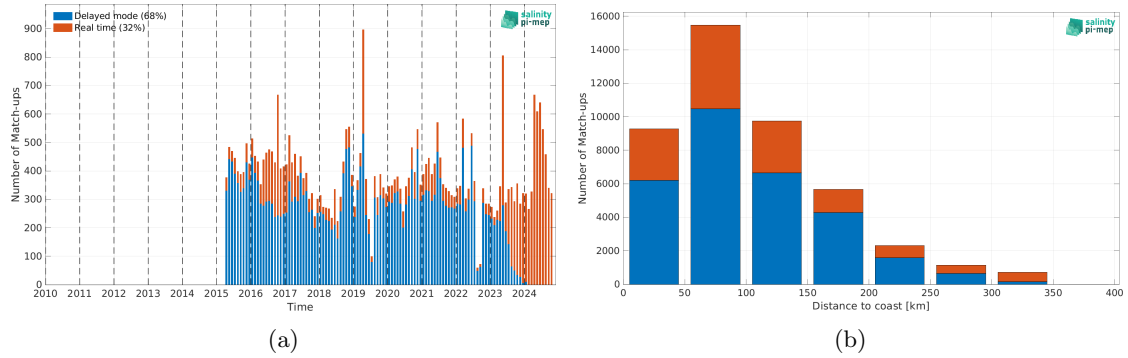 Delayed mode (68%)
Real time (32%)
salinity
pi-mep
Number of Match-ups
900
800
700
600
500
400
300
200
100
0
2010 2011 2012 2013 2014 2015 2016 2017 2018 2019 2020 2021 2022 2023 2024
Time
(a)
salinity
pi-mep
Number of Match-ups
16000
14000
12000
10000
8000
6000
4000
2000
0
0 50 100 150 200 250 300 350 400
Distance to coast [km]
(b)